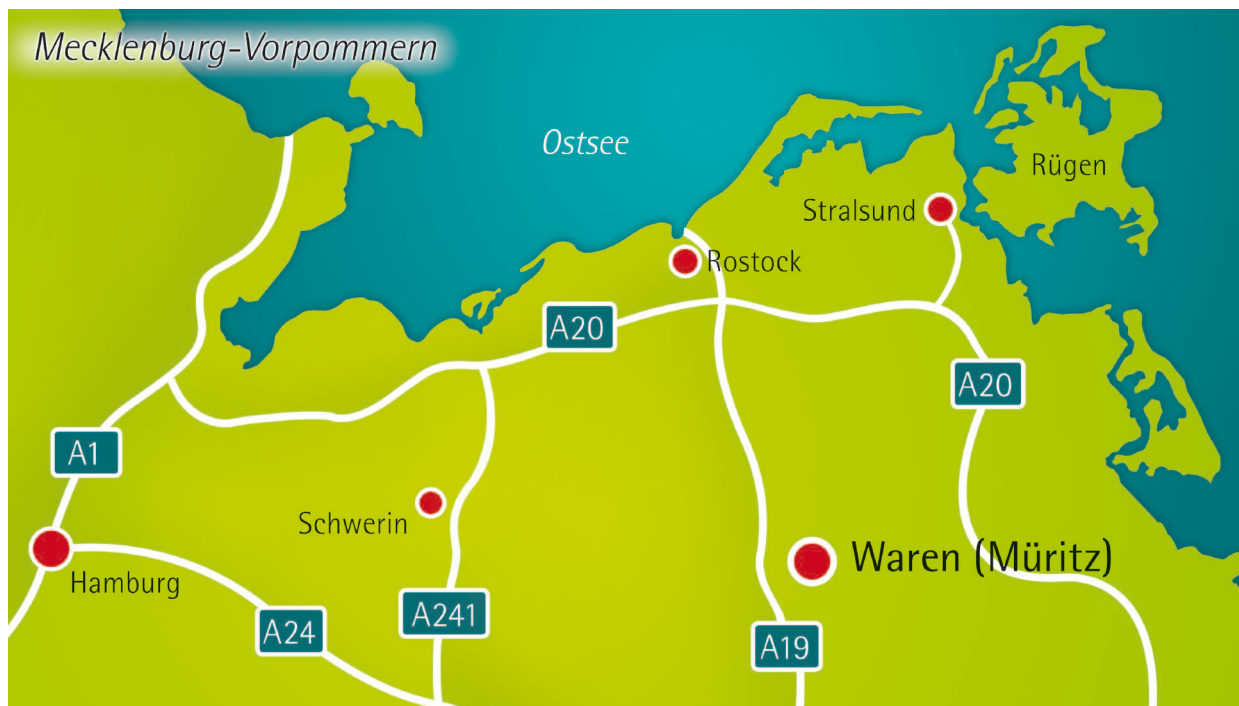 Mecklenburg-Vorpommern
Ostsee
Rügen
Stralsund
Rostock
A20
A20
A1
Schwerin
Waren (Müritz)
Hamburg
A241
A24
A19